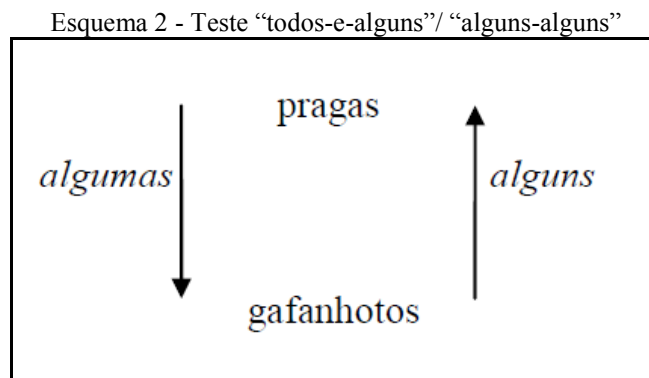 Esquema 2 - Teste “todos-e-alguns”/ “alguns-alguns”
pragas
algumas
alguns
gafanhotos